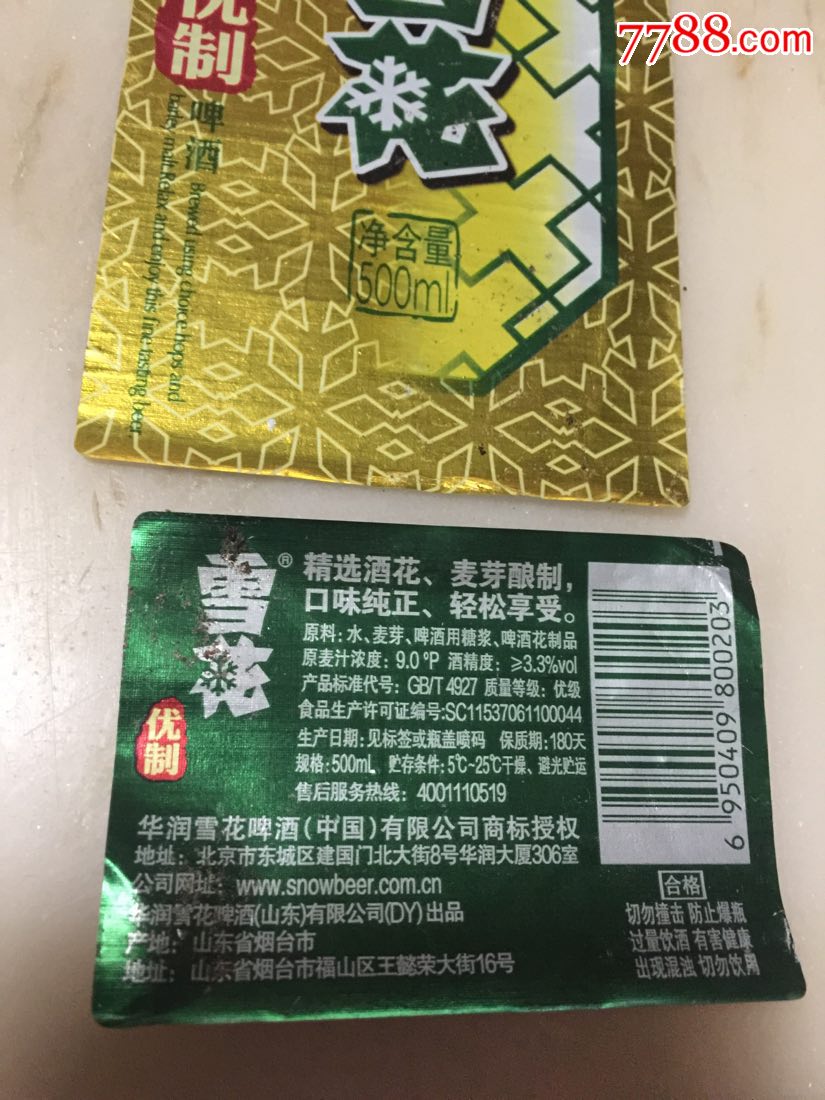 7788.com
优制
啤酒
Brewed using choice hops and
barley malt. Relax and enjoy this fine tasting beer
花
净含量
500ml
雪花®
优制
精选酒花、麦芽酿制，
口味纯正、轻松享受。
原料：水、麦芽、啤酒用糖浆、啤酒花制品
原麦汁浓度：9.0°P 酒精度：≥3.3%vol
产品标准代号：GB/T 4927 质量等级：优级
食品生产许可证编号：SC11537061100044
生产日期：见标签或瓶盖喷码 保质期：180天
规格：500mL 贮存条件：5℃~25℃干燥、避光贮运
售后服务热线：4001110519
华润雪花啤酒（中国）有限公司商标授权
地址：北京市东城区建国门北大街8号华润大厦306室
公司网址：www.snowbeer.com.cn
华润雪花啤酒(山东)有限公司(DY)出品
产地：山东省烟台市
地址：山东省烟台市福山区王懿荣大街16号
6 950409 800203
合格
切勿撞击 防止爆瓶
过量饮酒 有害健康
出现混浊 切勿饮用